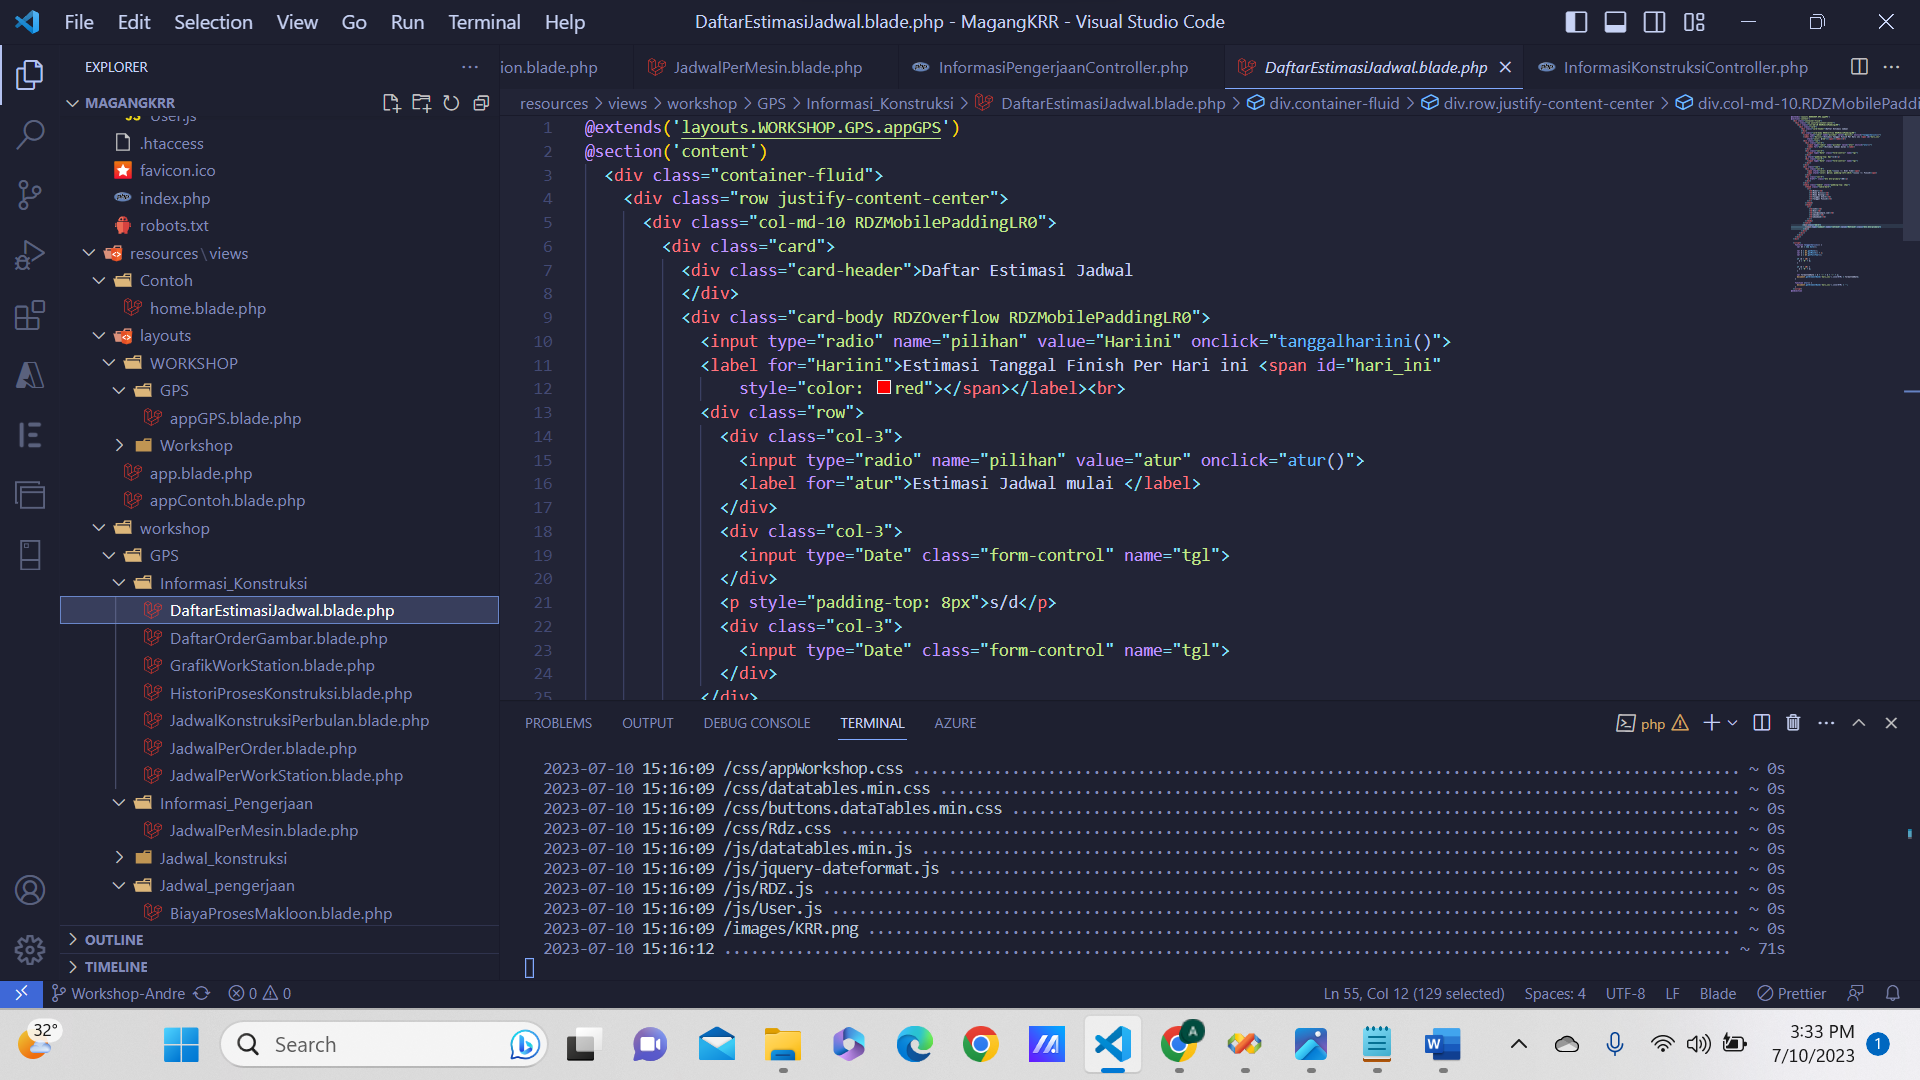 File Edit Selection View Go Run Terminal Help
DaftarEstimasiJadwal.blade.php - MagangKRR - Visual Studio Code
EXPLORER
ion.blade.php
JadwalPerMesin.blade.php
InformasiPengerjaanController.php
DaftarEstimasiJadwal.blade.php
InformasiKonstruksiController.php
resources > views > workshop > GPS > Informasi_Konstruksi > DaftarEstimasiJadwal.blade.php > div.container-fluid > div.row.justify-content-center > div.col-md-10.RDZMobilePaddi
MAGANGKRR
User.js
.htaccess
favicon.ico
index.php
robots.txt
resources\views
Contoh
home.blade.php
layouts
WORKSHOP
GPS
appGPS.blade.php
Workshop
app.blade.php
appContoh.blade.php
workshop
GPS
Informasi_Konstruksi
DaftarEstimasiJadwal.blade.php
DaftarOrderGambar.blade.php
GrafikWorkStation.blade.php
HistoriProsesKonstruksi.blade.php
JadwalKonstruksiPerbulan.blade.php
JadwalPerOrder.blade.php
JadwalPerWorkStation.blade.php
Informasi_Pengerjaan
JadwalPerMesin.blade.php
Jadwal_konstruksi
Jadwal_pengerjaan
BiayaProsesMakloon.blade.php
OUTLINE
TIMELINE
1 @extends('layouts.WORKSHOP.GPS.appGPS')
2 @section('content')
3 <div class="container-fluid">
4 <div class="row justify-content-center">
5 <div class="col-md-10 RDZMobilePaddingLR0">
6 <div class="card">
7 <div class="card-header">Daftar Estimasi Jadwal
8 </div>
9 <div class="card-body RDZOverflow RDZMobilePaddingLR0">
10 <input type="radio" name="pilihan" value="Hariini" onclick="tanggalhariini()">
11 <label for="Hariini">Estimasi Tanggal Finish Per Hari ini <span id="hari_ini"
12 style="color: red"></span></label><br>
13 <div class="row">
14 <div class="col-3">
15 <input type="radio" name="pilihan" value="atur" onclick="atur()">
16 <label for="atur">Estimasi Jadwal mulai </label>
17 </div>
18 <div class="col-3">
19 <input type="Date" class="form-control" name="tgl">
20 </div>
21 <p style="padding-top: 8px">s/d</p>
22 <div class="col-3">
23 <input type="Date" class="form-control" name="tgl">
24 </div>
25 </div>
PROBLEMS OUTPUT DEBUG CONSOLE TERMINAL AZURE
php
2023-07-10 15:16:09 /css/appWorkshop.css ~ 0s
2023-07-10 15:16:09 /css/datatables.min.css ~ 0s
2023-07-10 15:16:09 /css/buttons.dataTables.min.css ~ 0s
2023-07-10 15:16:09 /css/Rdz.css ~ 0s
2023-07-10 15:16:09 /js/datatables.min.js ~ 0s
2023-07-10 15:16:09 /js/jquery-dateformat.js ~ 0s
2023-07-10 15:16:09 /js/RDZ.js ~ 0s
2023-07-10 15:16:09 /js/User.js ~ 0s
2023-07-10 15:16:09 /images/KRR.png ~ 0s
2023-07-10 15:16:12 ~ 71s
Workshop-Andre 0 0
Ln 55, Col 12 (129 selected) Spaces: 4 UTF-8 LF Blade Prettier
32°
Search
A
3:33 PM
7/10/2023
1